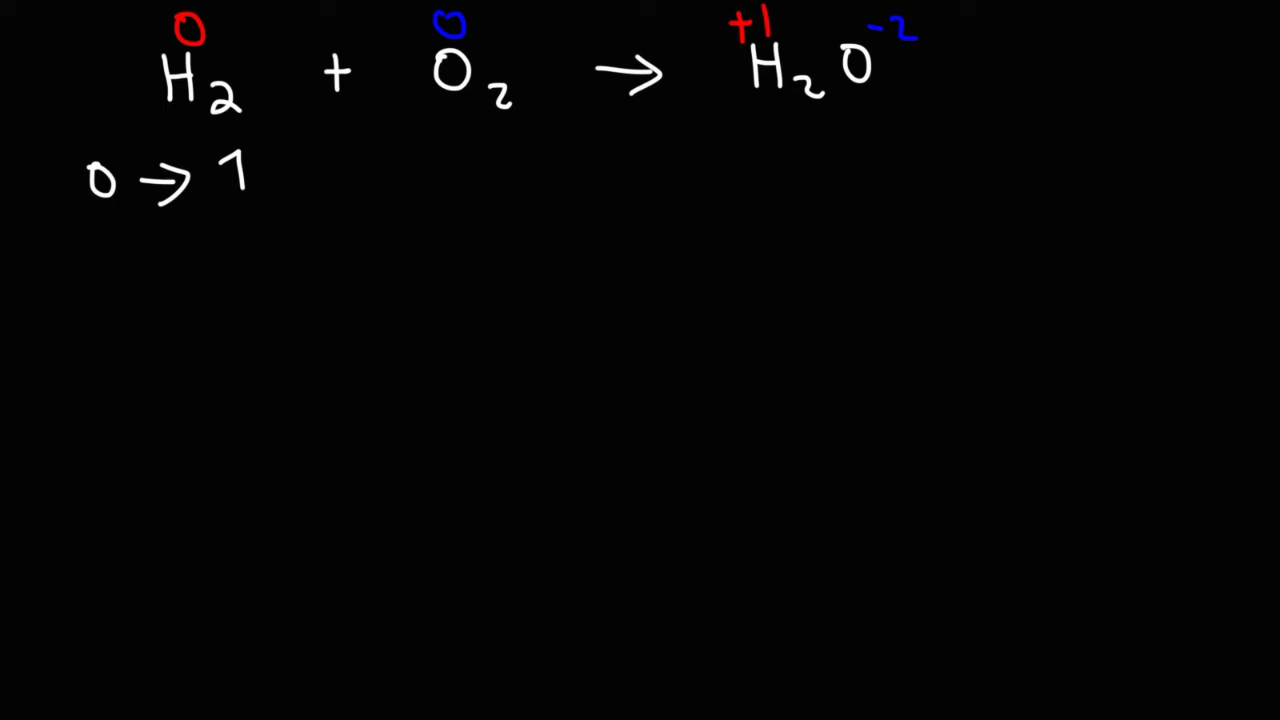 0 0 +1 -2
H₂ + O₂ → H₂O
0 → 1